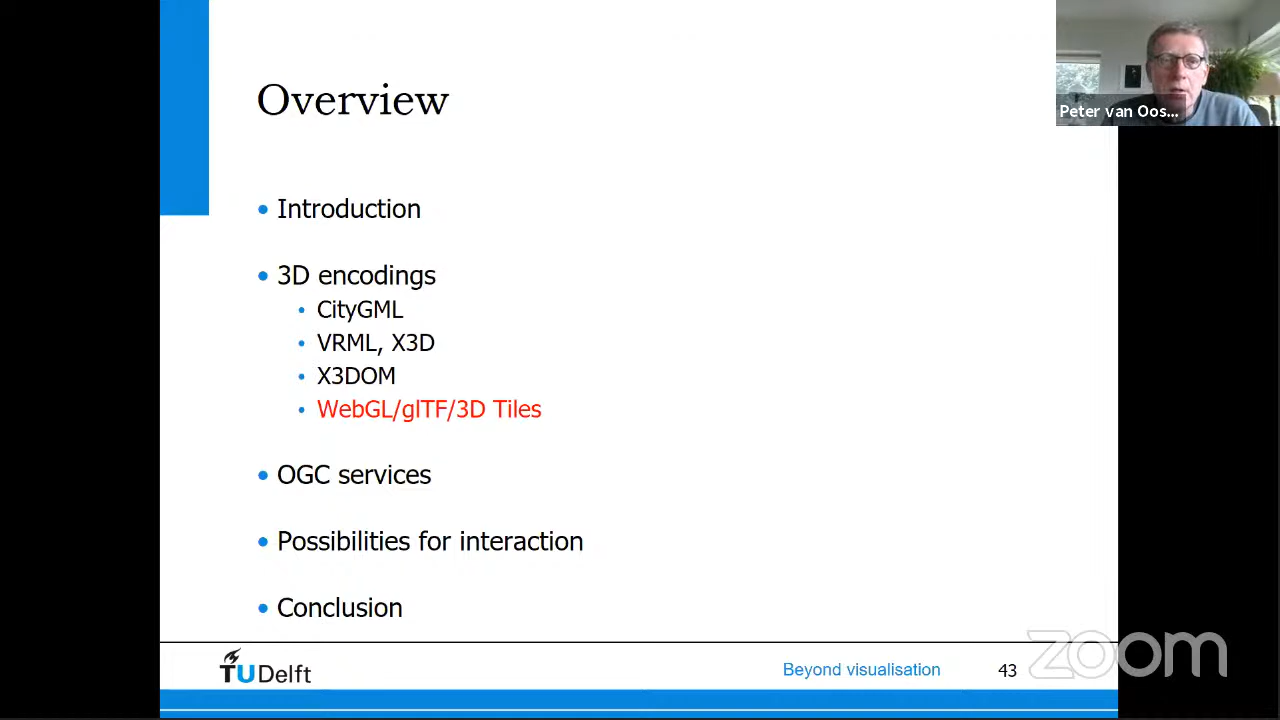 Overview
Peter van Oos...
Introduction
3D encodings
CityGML
VRML, X3D
X3DOM
WebGL/glTF/3D Tiles
OGC services
Possibilities for interaction
Conclusion
TUDelft
Beyond visualisation
43
zoom